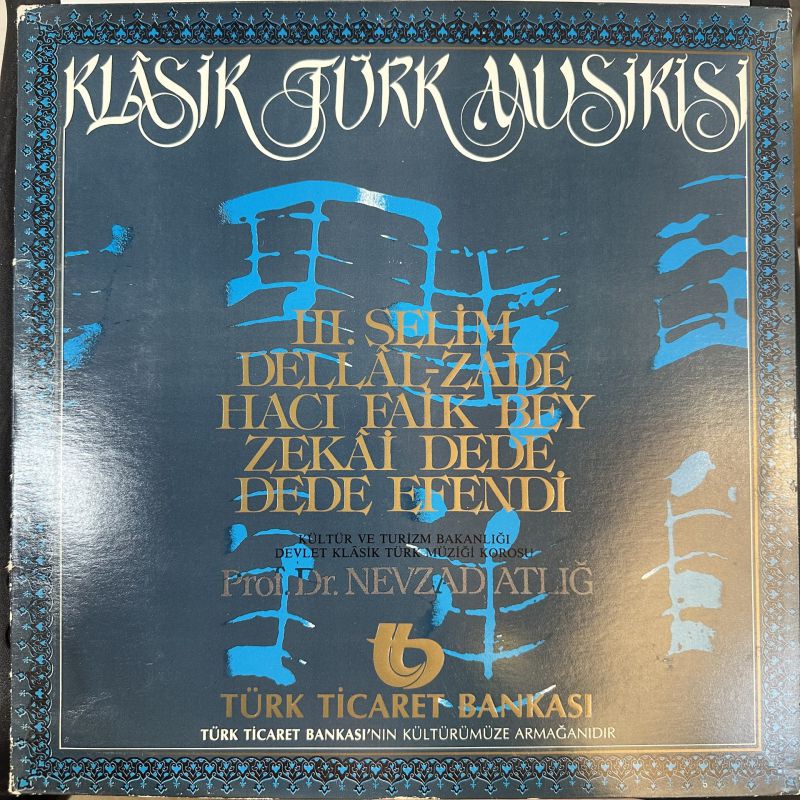 KLÂSİK TÜRK MUSİKİSİ
III. SELİM
DELLÂL-ZADE
HACI FAİK BEY
ZEKÂİ DEDE
DEDE EFENDİ
KÜLTÜR VE TURİZM BAKANLIĞI
DEVLET KLÂSİK TÜRK MÜZİĞİ KOROSU
Prof. Dr. NEVZAD ATLIĞ
TÜRK TİCARET BANKASI
TÜRK TİCARET BANKASI'NIN KÜLTÜRÜMÜZE ARMAĞANIDIR